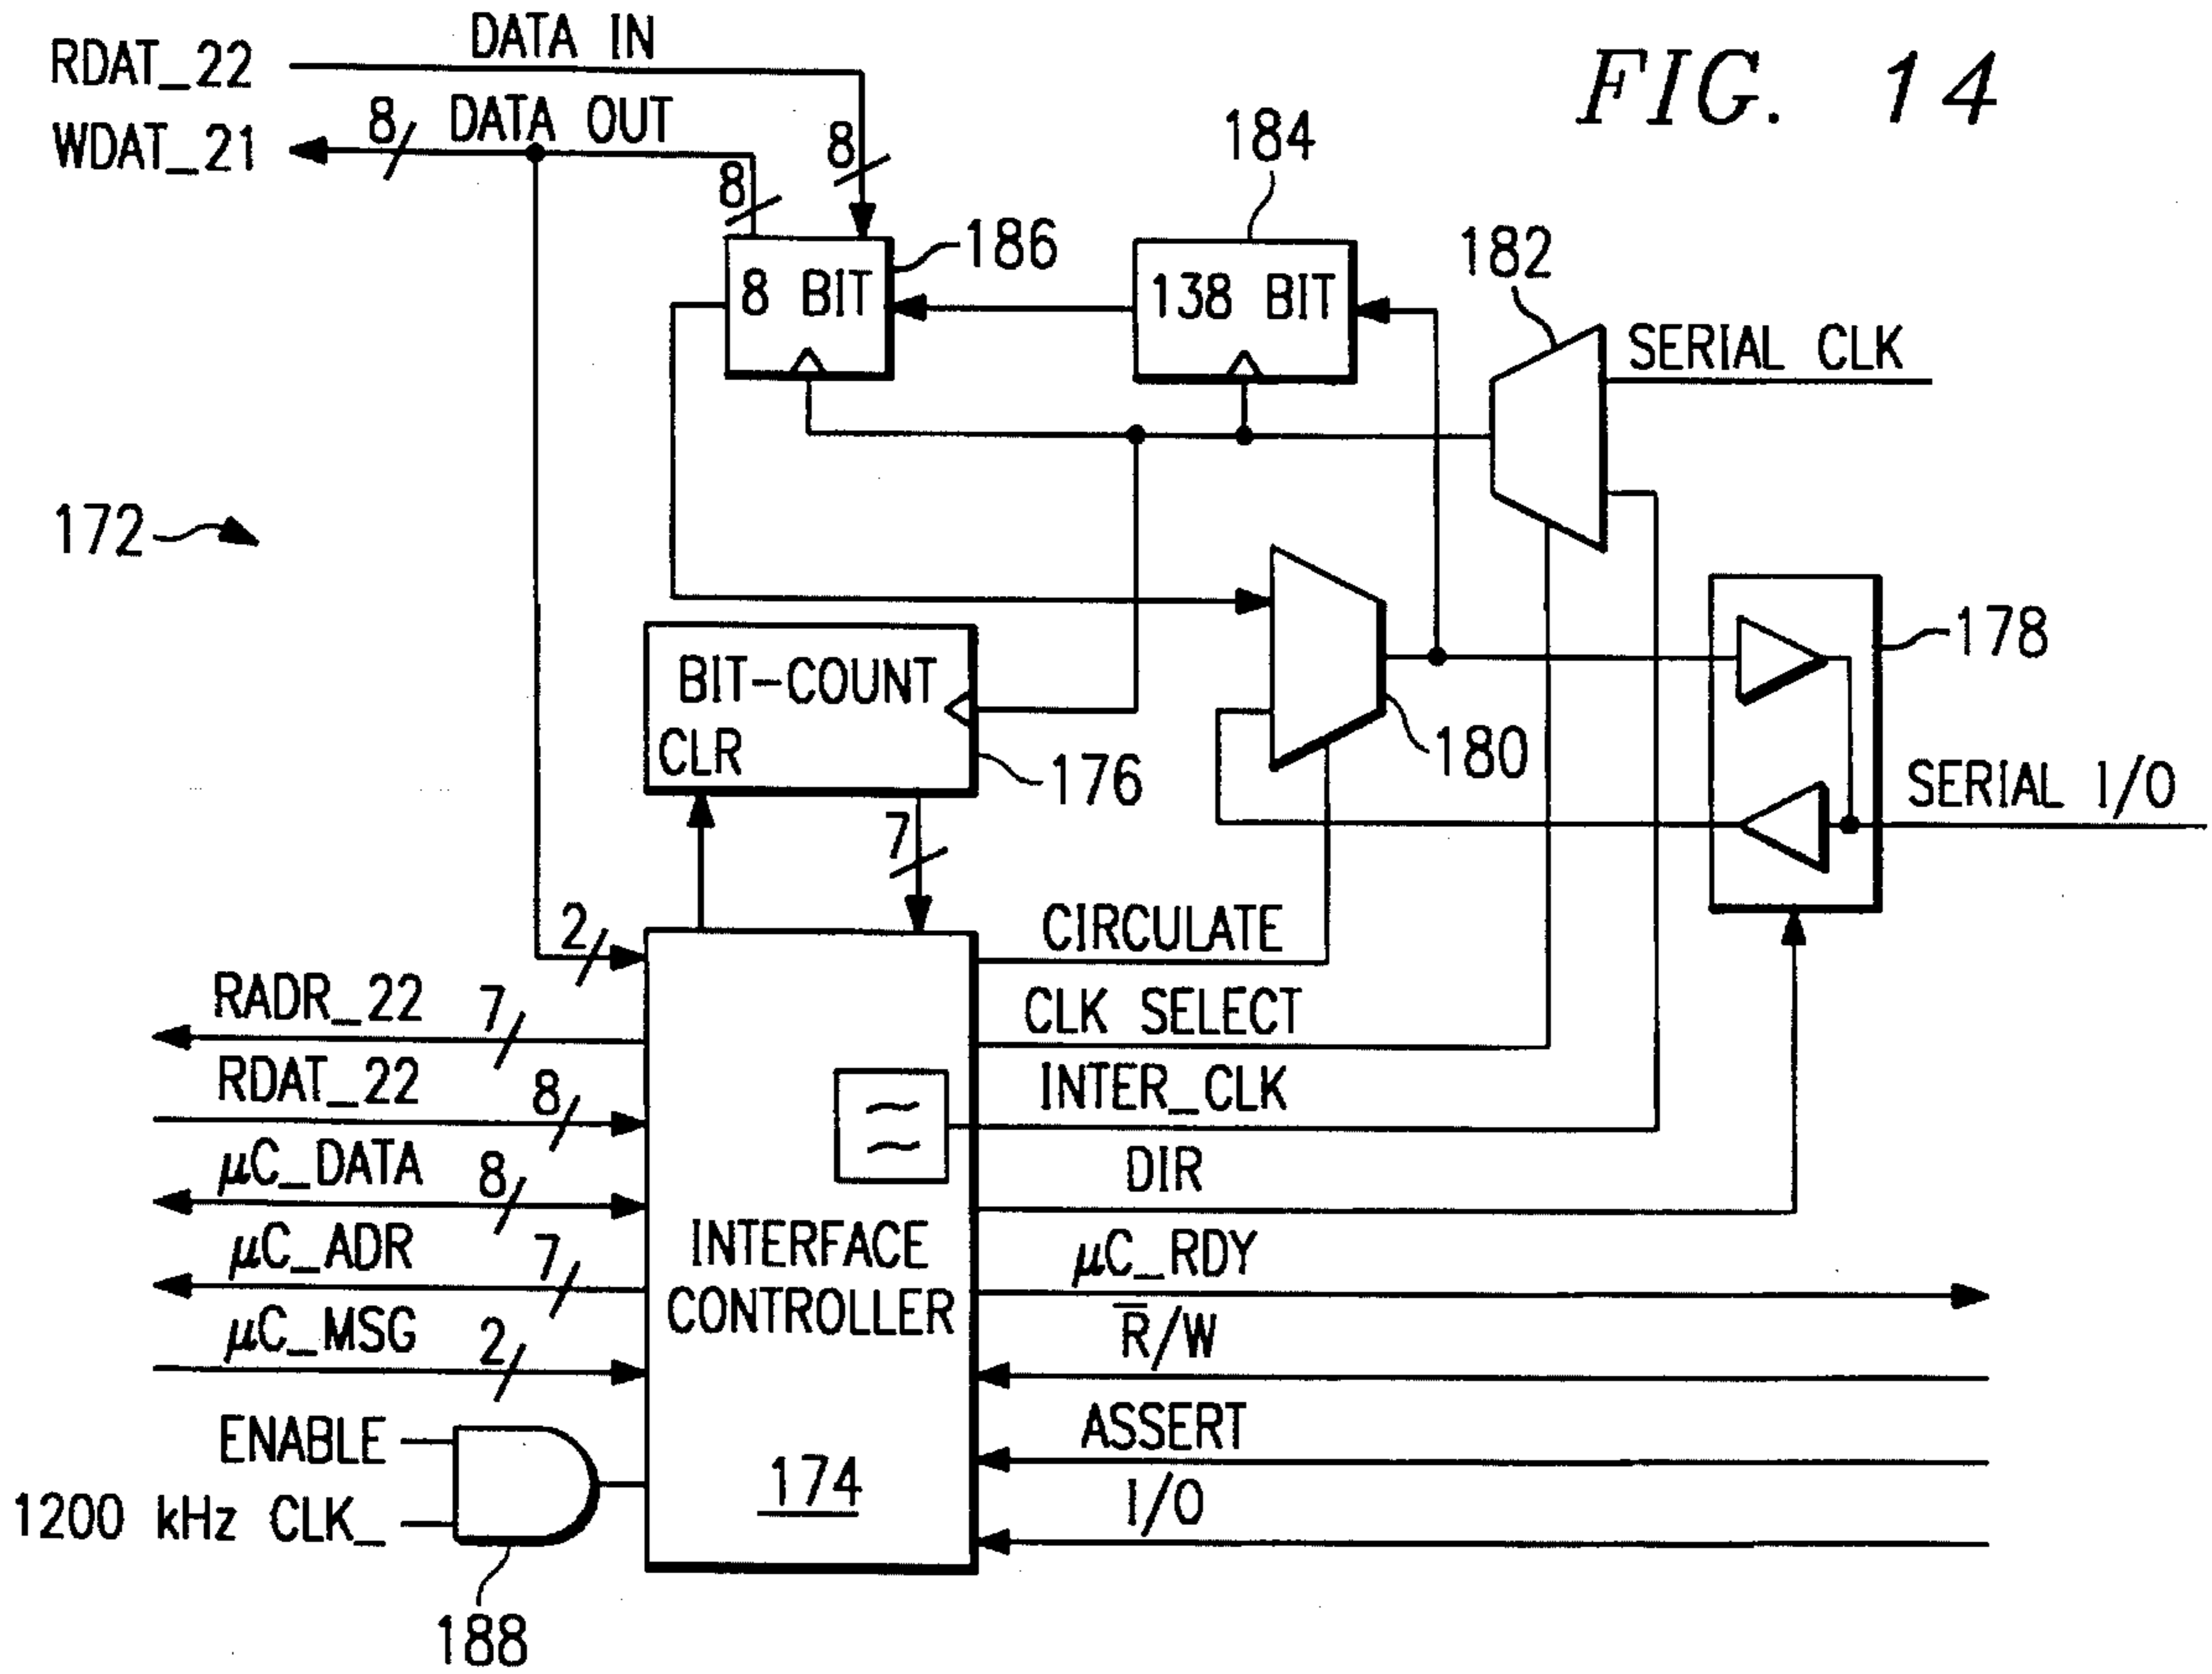 FIG. 14
RDAT_22
DATA IN
WDAT_21
8
DATA OUT
8
8
184
186
8 BIT
138 BIT
182
SERIAL CLK
172
178
BIT-COUNT
CLR
176
180
SERIAL I/O
7
2
CIRCULATE
RADR_22
7
CLK SELECT
RDAT_22
8
INTER_CLK
μC_DATA
8
DIR
μC_ADR
7
INTERFACE
CONTROLLER
μC_RDY
μC_MSG
2
R̅/W
ENABLE
ASSERT
174
1200 kHz CLK_
I/O
188